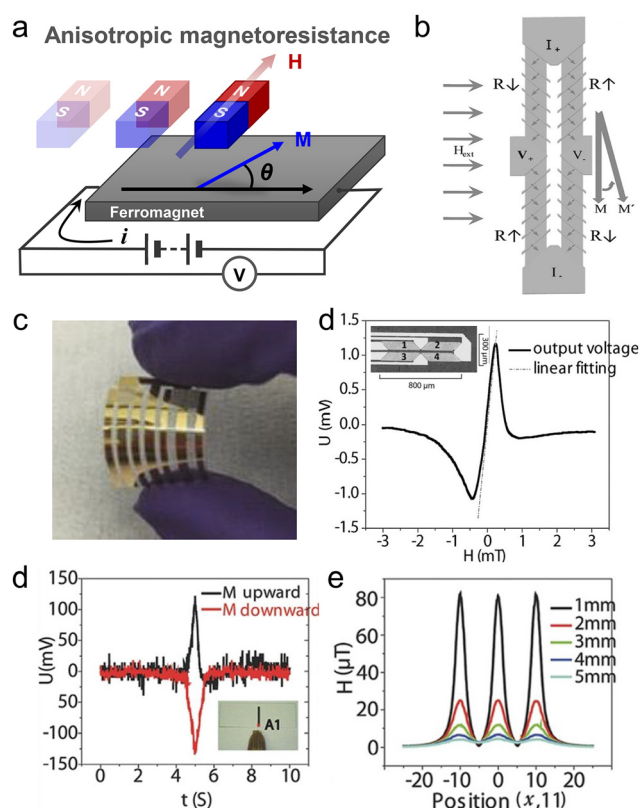 a
Anisotropic magnetoresistance
H
N
N
N
S
S
S
M
θ
Ferromagnet
i
V
b
I+
R↓
R↑
Hext
V+
V-
M
M´
R↑
R↓
I-
c
d
1.5
1.0
0.5
0.0
-0.5
-1.0
-1.5
U (mV)
1
2
3
4
300 µm
800 µm
output voltage
linear fitting
-3
-2
-1
0
1
2
3
H (mT)
d
150
100
50
0
-50
-100
-150
U(mV)
M upward
M downward
A1
0
2
4
6
8
10
t (S)
e
80
60
40
20
0
H (µT)
1mm
2mm
3mm
4mm
5mm
-20
-10
0
10
20
Position (x,11)